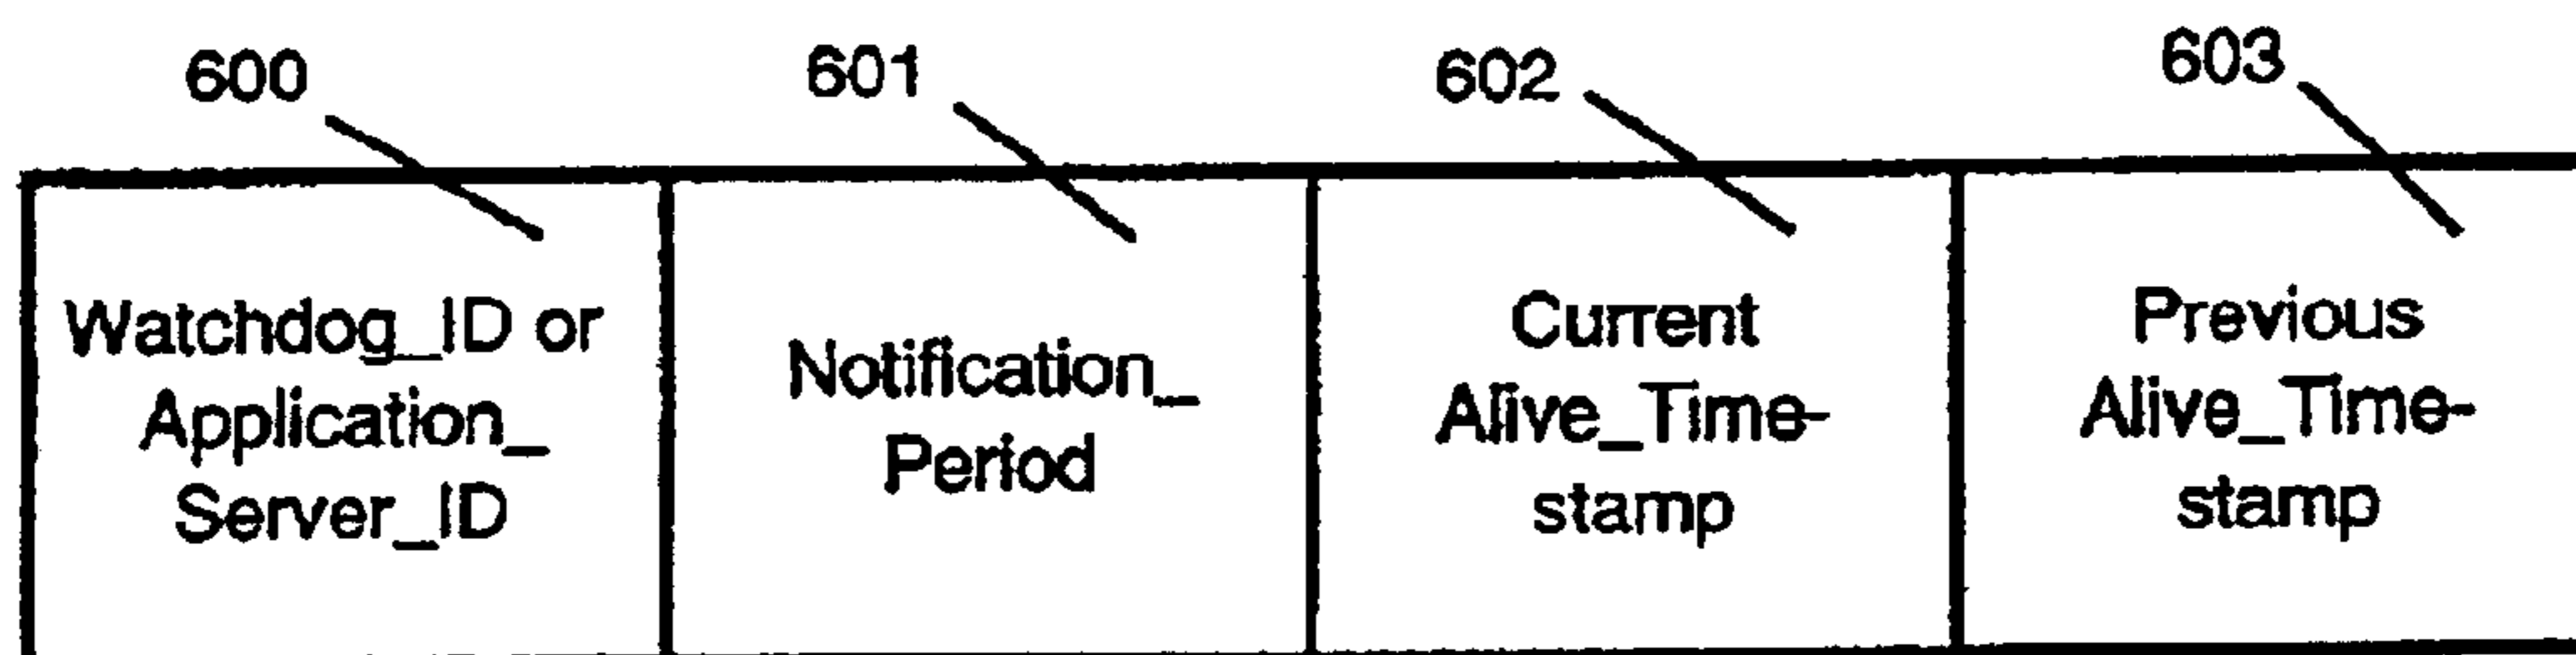 600
601
602
603
Watchdog_ID or
Application_
Server_ID
Notification_
Period
Current
Alive_Time-
stamp
Previous
Alive_Time-
stamp